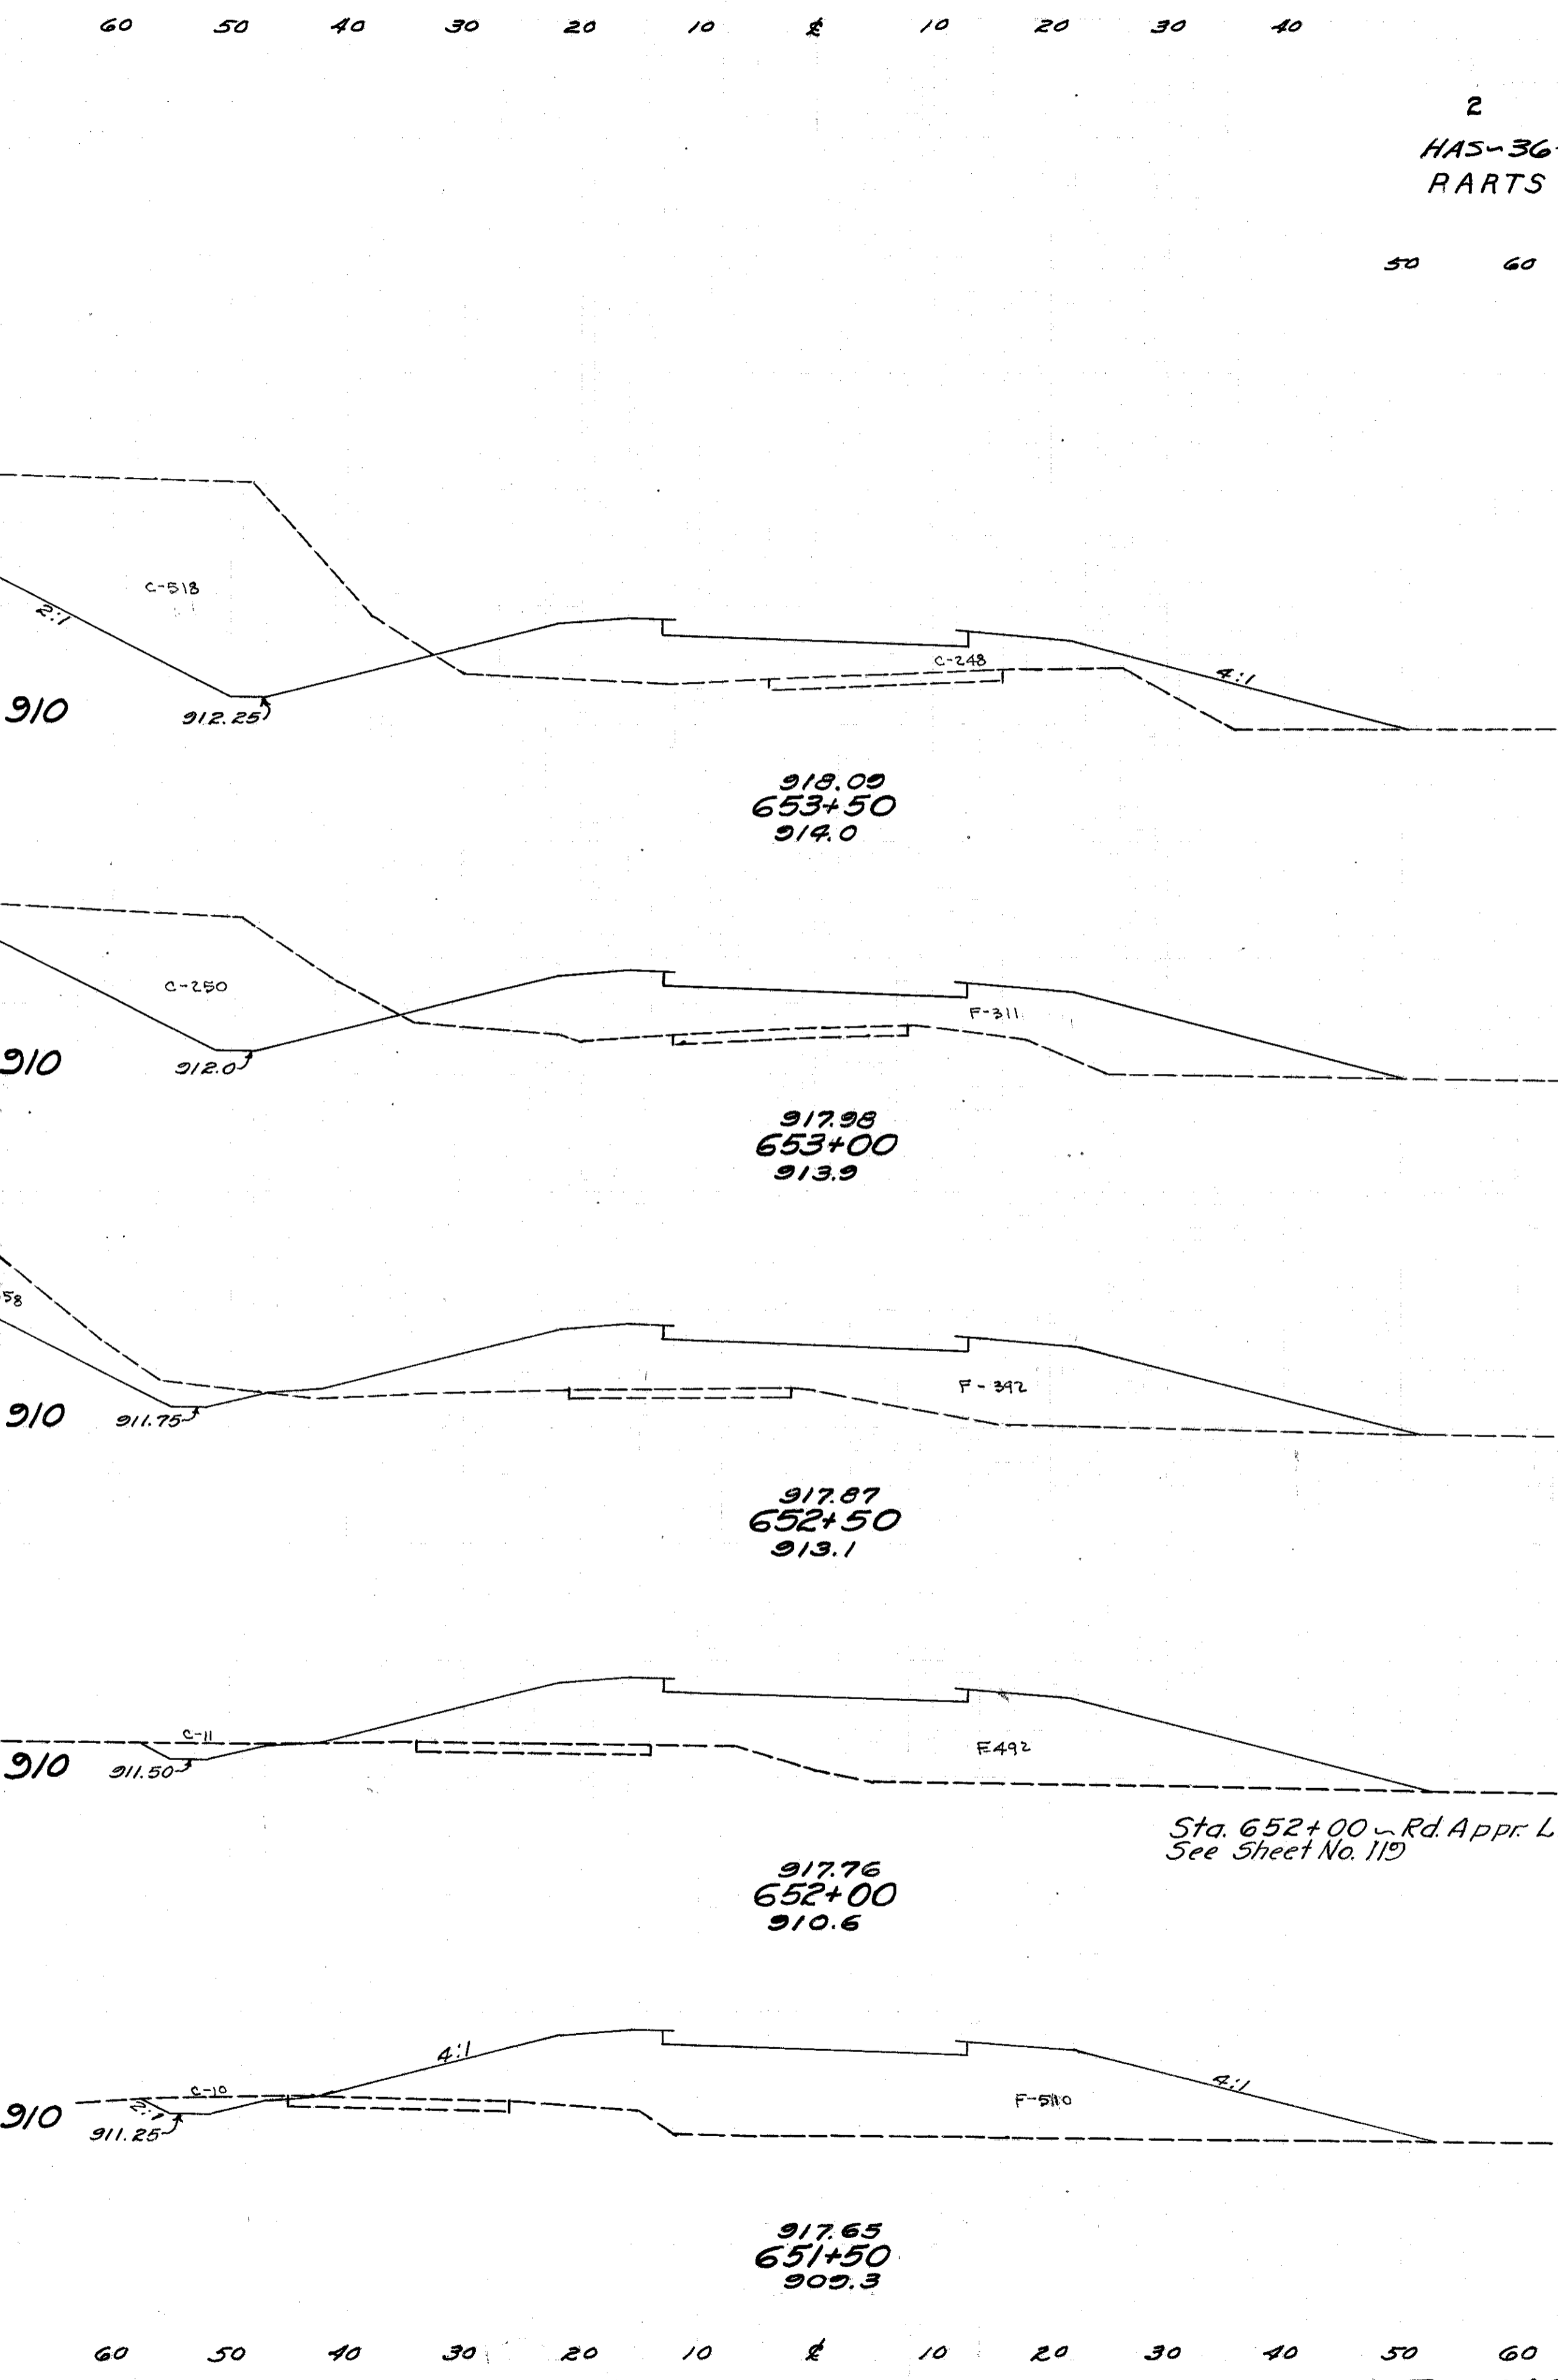 60 50 40 30 20 10 ℄ 10 20 30 40
2
HAS-36-
PARTS
50 60
C-518
2:1
C-248
4:1
910
912.25
918.09
653+50
914.0
C-250
F-311
910
912.0
917.98
653+00
913.9
58
F-392
910
911.75
917.87
652+50
913.1
C-11
F-492
910
911.50
Sta. 652+00 ~ Rd. Appr. L
See Sheet No. 119
917.76
652+00
910.6
4:1
C-10
2:1
4:1
910
911.25
917.65
651+50
909.3
60 50 40 30 20 10 ℄ 10 20 30 40 50 60